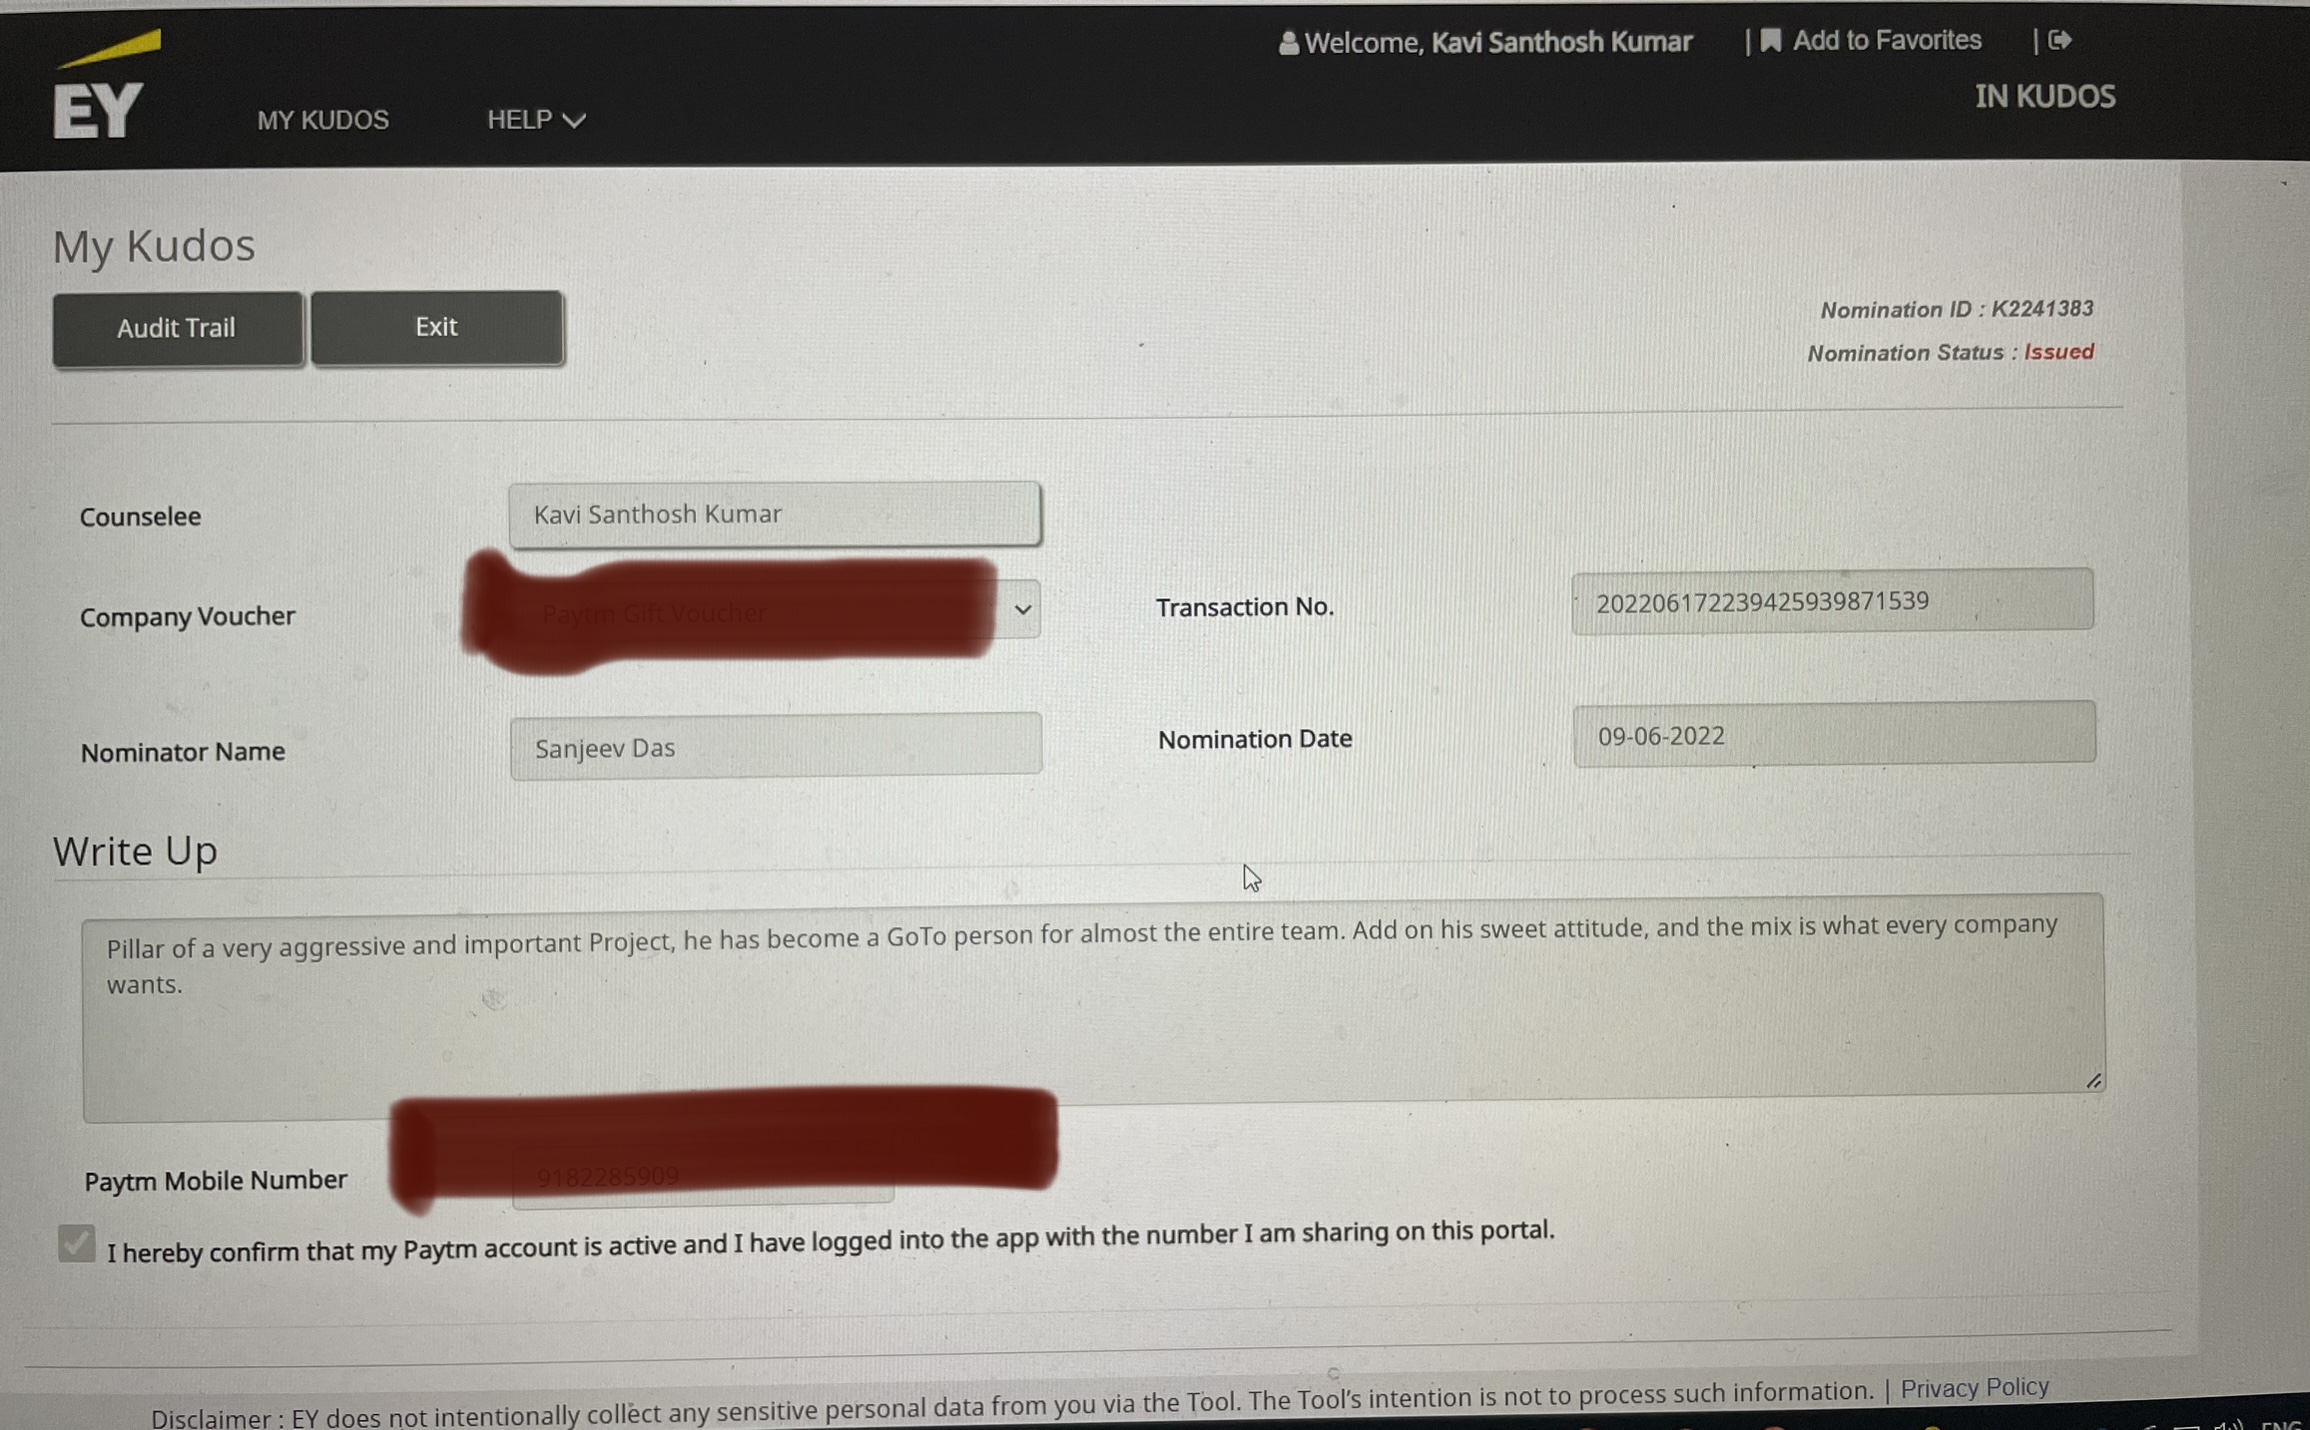 Welcome, Kavi Santhosh Kumar | Add to Favorites |
EY
MY KUDOS HELP
IN KUDOS
My Kudos
Audit Trail Exit
Nomination ID : K2241383
Nomination Status : Issued
Counselee Kavi Santhosh Kumar
Company Voucher
Transaction No. 202206172239425939871539
Nominator Name Sanjeev Das
Nomination Date 09-06-2022
Write Up
Pillar of a very aggressive and important Project, he has become a GoTo person for almost the entire team. Add on his sweet attitude, and the mix is what every company
wants.
Paytm Mobile Number
I hereby confirm that my Paytm account is active and I have logged into the app with the number I am sharing on this portal.
Disclaimer : EY does not intentionally collect any sensitive personal data from you via the Tool. The Tool's intention is not to process such information. | Privacy Policy